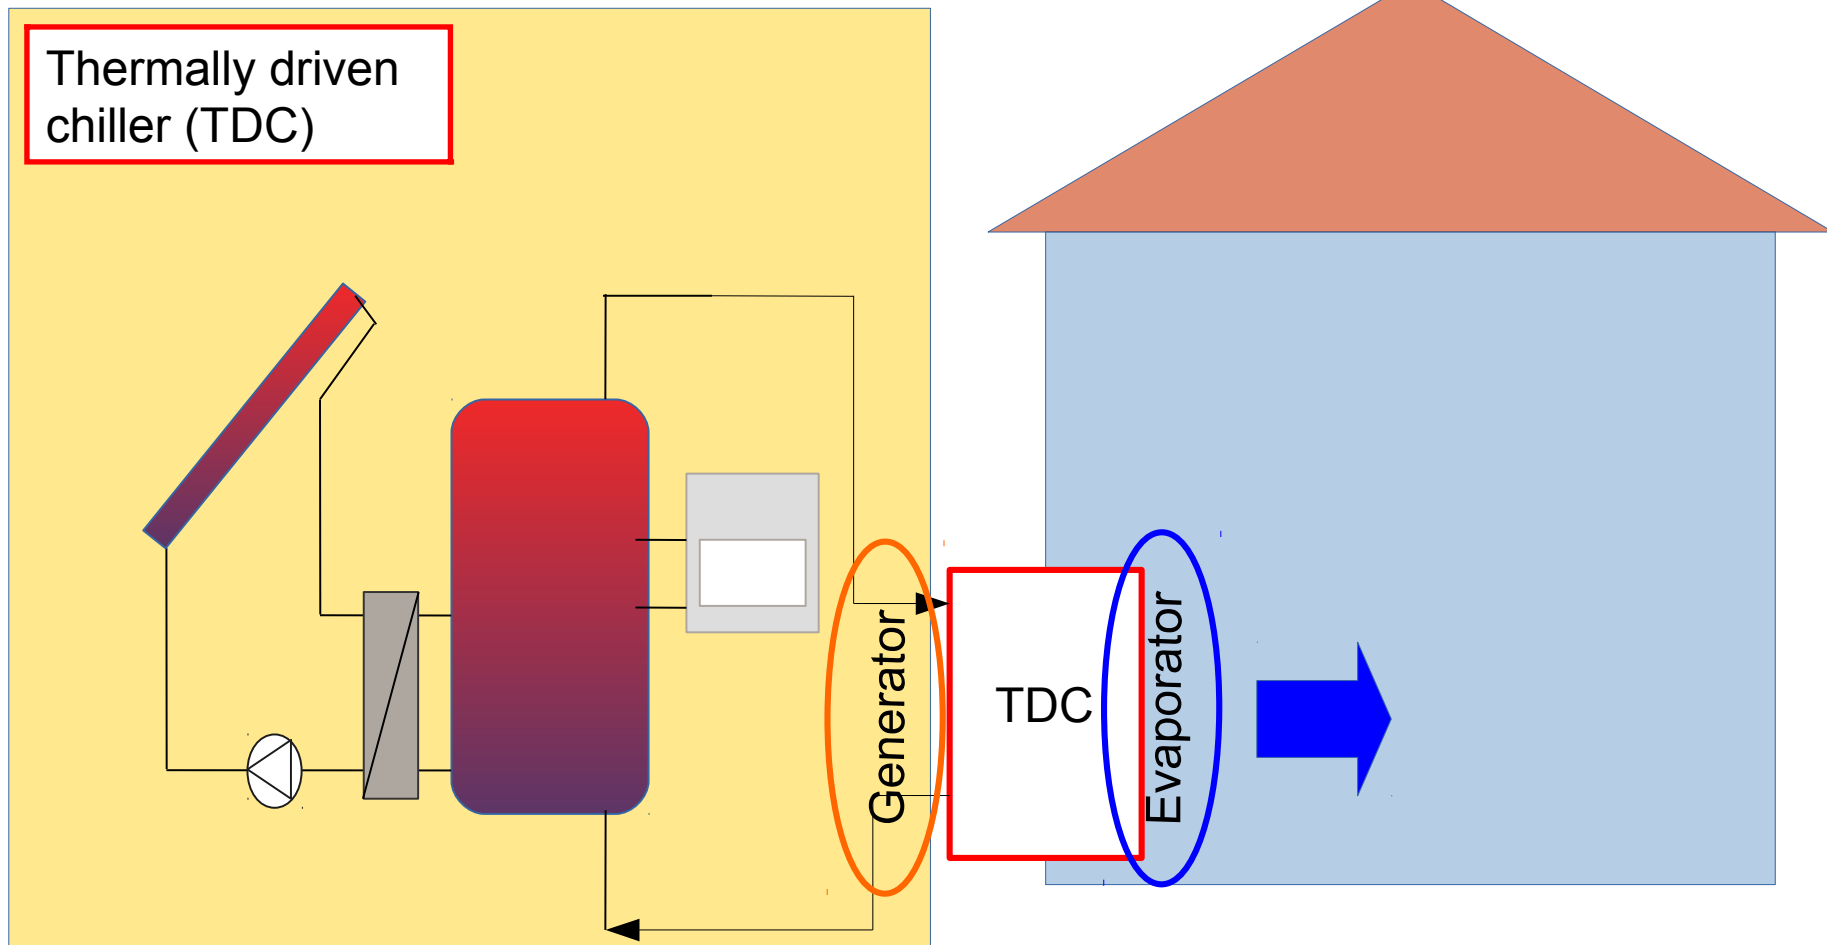 Thermally driven
chiller (TDC)
Generator
TDC
Evaporator